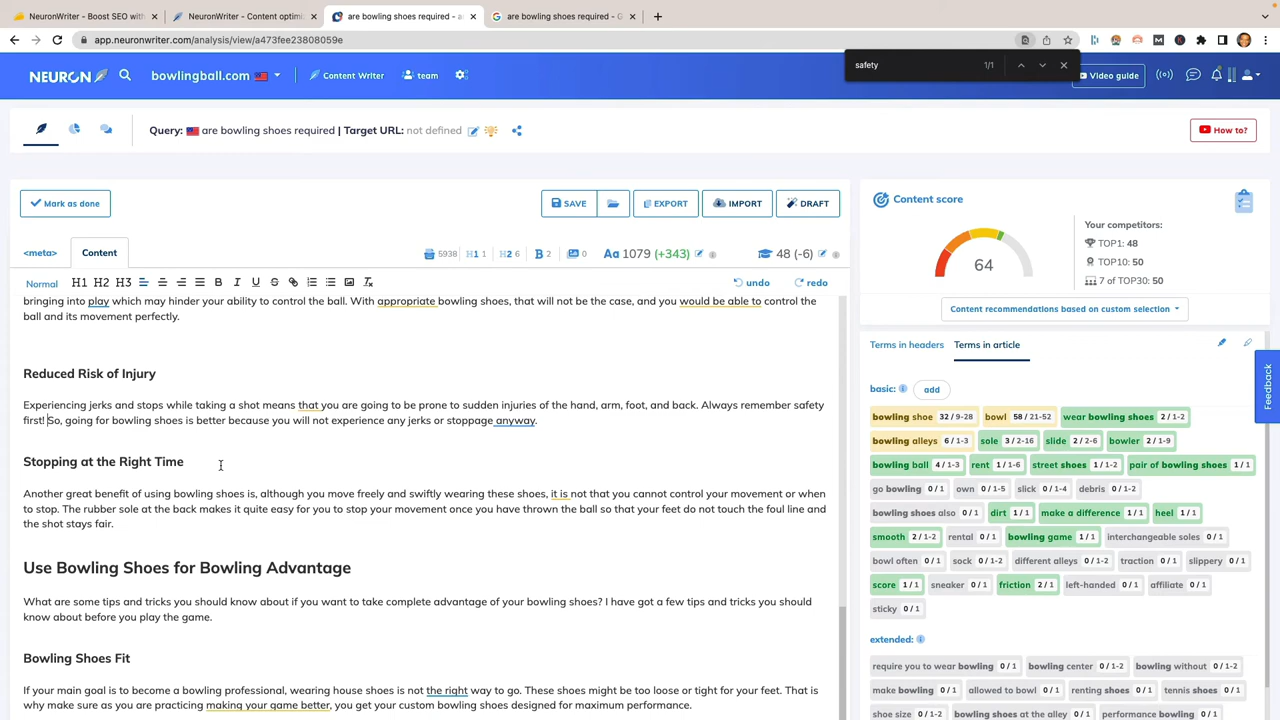 NeuronWriter - Boost SEO with
NeuronWriter - Content optimi
are bowling shoes required - a
are bowling shoes required - G
app.neuronwriter.com/analysis/view/a473fee23808059e
safety 1/1
NEURON
bowlingball.com
Content Writer
team
Video guide
Query: are bowling shoes required | Target URL: not defined
How to?
Mark as done
SAVE
EXPORT
IMPORT
DRAFT
<meta>
Content
5938
H1 1
H2 6
B 2
0
Aa 1079 (+343)
48 (-6)
Normal
H1 H2 H3
B I U S
undo
redo
bringing into play which may hinder your ability to control the ball. With appropriate bowling shoes, that will not be the case, and you would be able to control the
ball and its movement perfectly.
Reduced Risk of Injury
Experiencing jerks and stops while taking a shot means that you are going to be prone to sudden injuries of the hand, arm, foot, and back. Always remember safety
first! So, going for bowling shoes is better because you will not experience any jerks or stoppage anyway.
Stopping at the Right Time
Another great benefit of using bowling shoes is, although you move freely and swiftly wearing these shoes, it is not that you cannot control your movement or when
to stop. The rubber sole at the back makes it quite easy for you to stop your movement once you have thrown the ball so that your feet do not touch the foul line and
the shot stays fair.
Use Bowling Shoes for Bowling Advantage
What are some tips and tricks you should know about if you want to take complete advantage of your bowling shoes? I have got a few tips and tricks you should
know about before you play the game.
Bowling Shoes Fit
If your main goal is to become a bowling professional, wearing house shoes is not the right way to go. These shoes might be too loose or tight for your feet. That is
why make sure as you are practicing making your game better, you get your custom bowling shoes designed for maximum performance.
Content score
64
Your competitors:
TOP1: 48
TOP10: 50
7 of TOP30: 50
Content recommendations based on custom selection
Terms in headers
Terms in article
basic: add
bowling shoe 32 / 9-28
bowl 58 / 21-52
wear bowling shoes 2 / 1-2
bowling alleys 6 / 1-3
sole 3 / 2-16
slide 2 / 2-6
bowler 2 / 1-9
bowling ball 4 / 1-3
rent 1 / 1-6
street shoes 1 / 1-2
pair of bowling shoes 1 / 1
go bowling 0 / 1
own 0 / 1-5
slick 0 / 1-4
debris 0 / 1-2
bowling shoes also 0 / 1
dirt 1 / 1
make a difference 1 / 1
heel 1 / 1
smooth 2 / 1-2
rental 0 / 1
bowling game 1 / 1
interchangeable soles 0 / 1
bowl often 0 / 1
sock 0 / 1-2
different alleys 0 / 1-2
traction 0 / 1
slippery 0 / 1
score 1 / 1
sneaker 0 / 1
friction 2 / 1
left-handed 0 / 1
affiliate 0 / 1
sticky 0 / 1
extended:
require you to wear bowling 0 / 1
bowling center 0 / 1-2
bowling without 0 / 1-2
make bowling 0 / 1
allowed to bowl 0 / 1
renting shoes 0 / 1
tennis shoes 0 / 1
shoe size 0 / 1-2
bowling shoes at the alley 0 / 1
performance bowling 0 / 1
Feedback